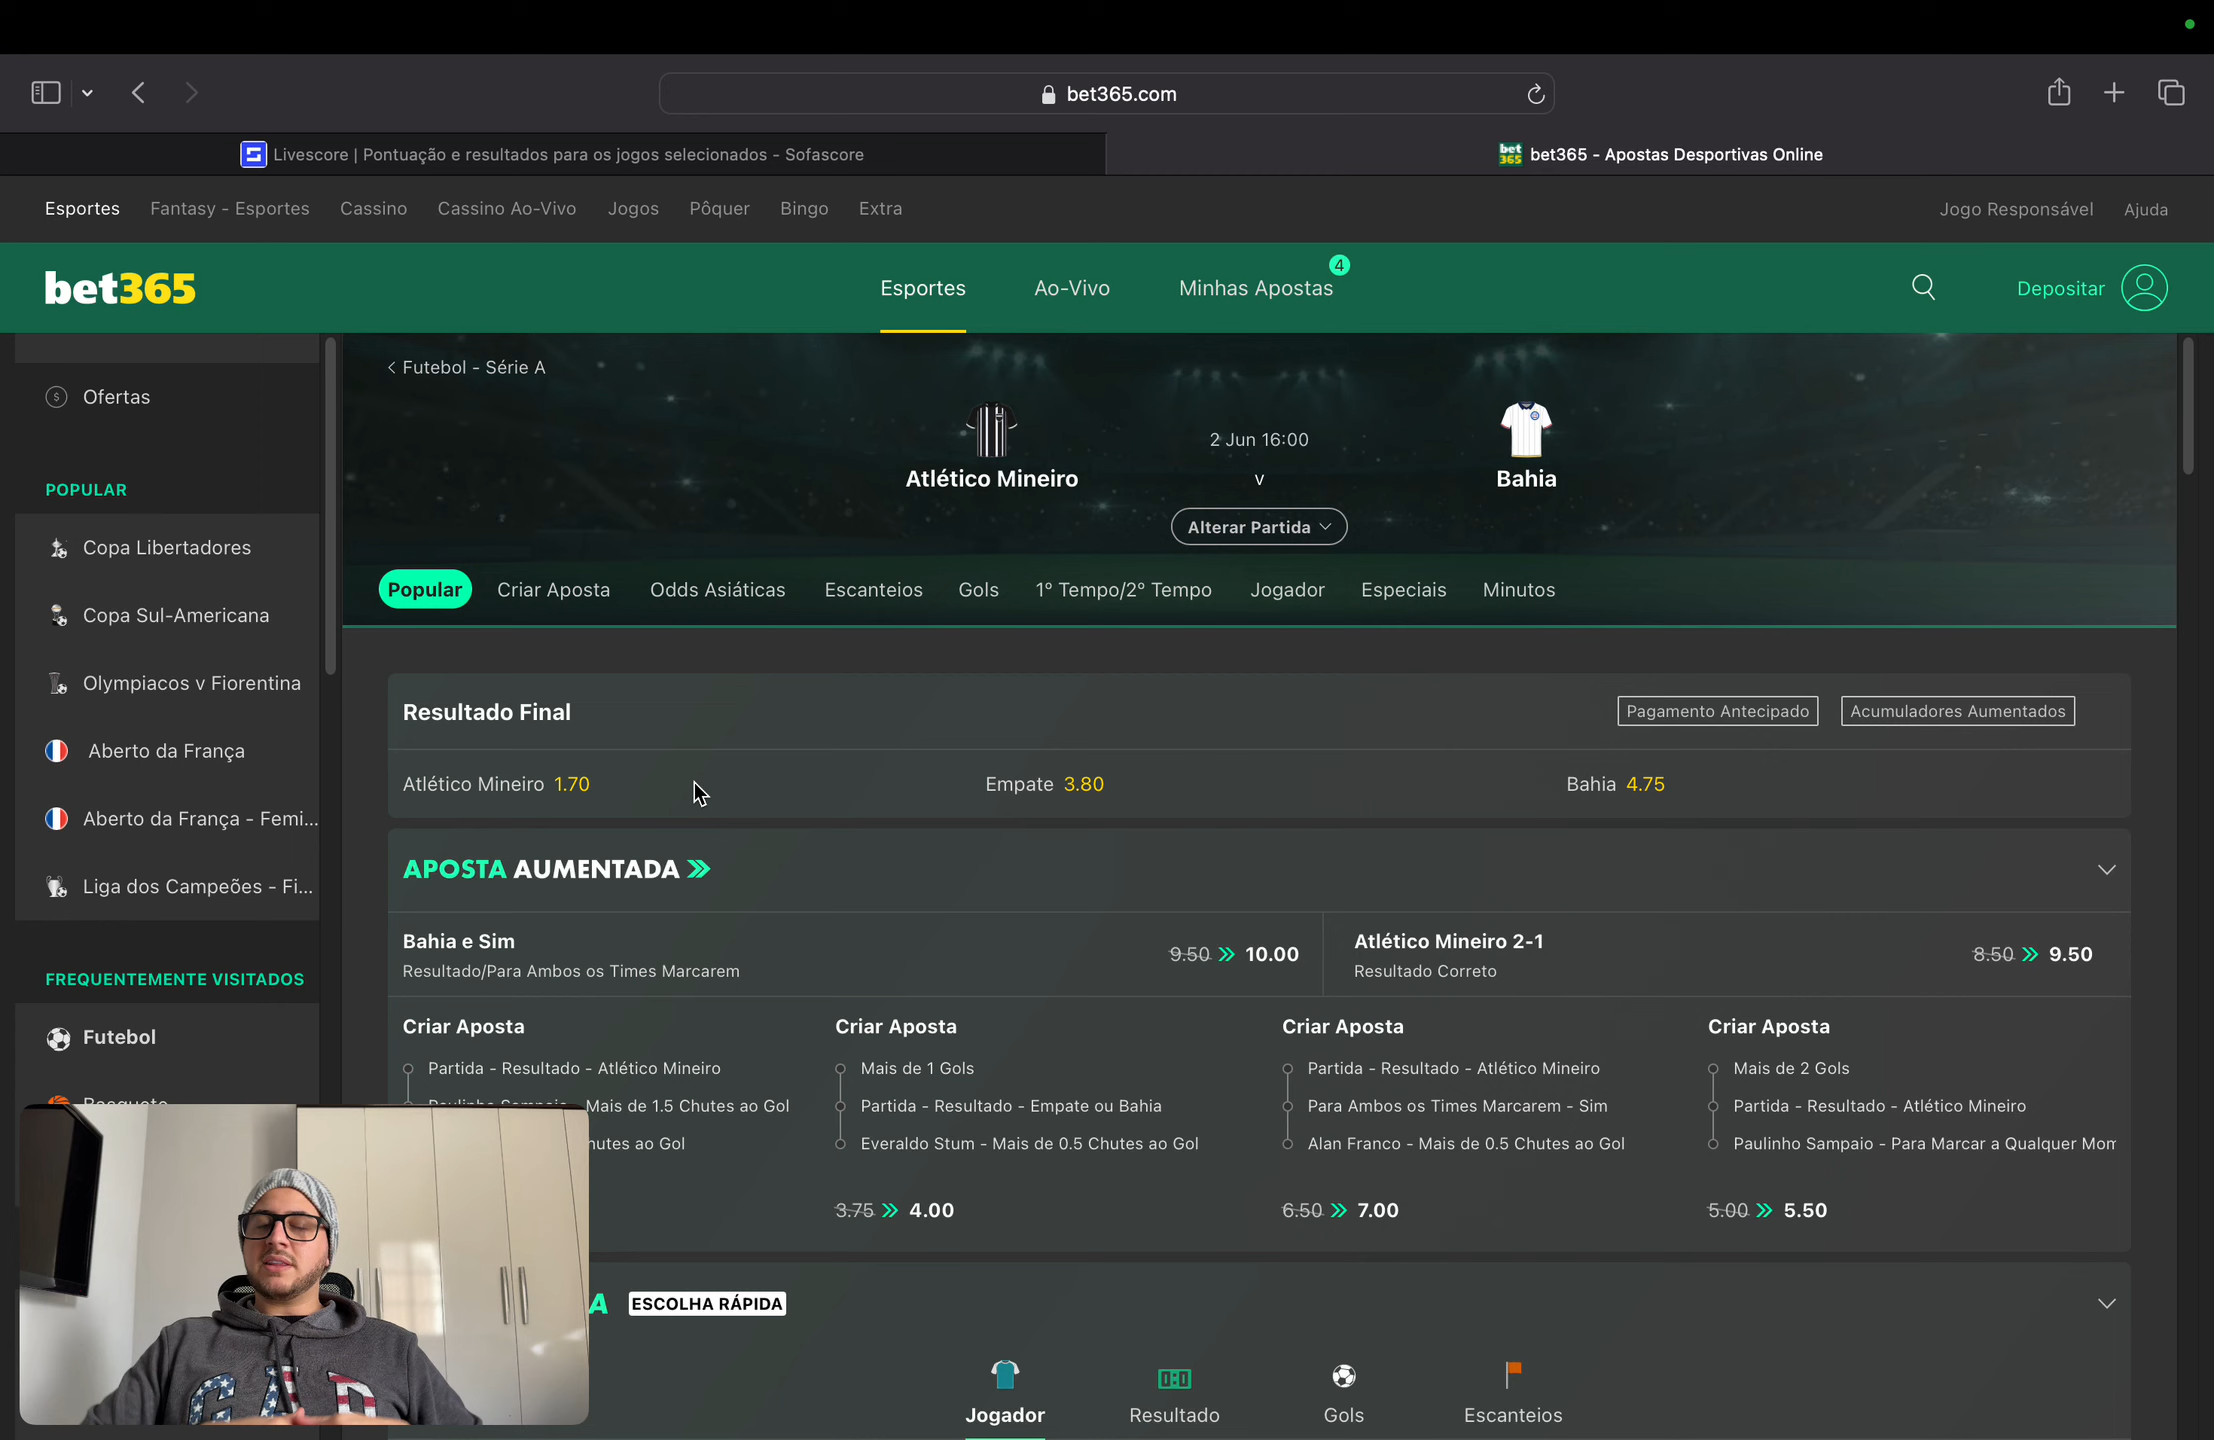 bet365.com
Livescore | Pontuação e resultados para os jogos selecionados - Sofascore
bet365 - Apostas Desportivas Online
Esportes Fantasy - Esportes Cassino Cassino Ao-Vivo Jogos Pôquer Bingo Extra Jogo Responsável Ajuda
bet365 Esportes Ao-Vivo Minhas Apostas 4 Depositar
Ofertas
POPULAR
Copa Libertadores
Copa Sul-Americana
Olympiacos v Fiorentina
Aberto da França
Aberto da França - Femi...
Liga dos Campeões - Fi...
FREQUENTEMENTE VISITADOS
Futebol
< Futebol - Série A
2 Jun 16:00
Atlético Mineiro v Bahia
Alterar Partida
Popular Criar Aposta Odds Asiáticas Escanteios Gols 1º Tempo/2º Tempo Jogador Especiais Minutos
Resultado Final Pagamento Antecipado Acumuladores Aumentados
Atlético Mineiro 1.70 Empate 3.80 Bahia 4.75
APOSTA AUMENTADA
Bahia e Sim
Resultado/Para Ambos os Times Marcarem
9.50 10.00
Atlético Mineiro 2-1
Resultado Correto
8.50 9.50
Criar Aposta
Partida - Resultado - Atlético Mineiro
Mais de 1.5 Chutes ao Gol
ao Gol
Criar Aposta
Mais de 1 Gols
Partida - Resultado - Empate ou Bahia
Everaldo Stum - Mais de 0.5 Chutes ao Gol
3.75 4.00
Criar Aposta
Partida - Resultado - Atlético Mineiro
Para Ambos os Times Marcarem - Sim
Alan Franco - Mais de 0.5 Chutes ao Gol
6.50 7.00
Criar Aposta
Mais de 2 Gols
Partida - Resultado - Atlético Mineiro
Paulinho Sampaio - Para Marcar a Qualquer Mom
5.00 5.50
A ESCOLHA RÁPIDA
Jogador Resultado Gols Escanteios
GAP